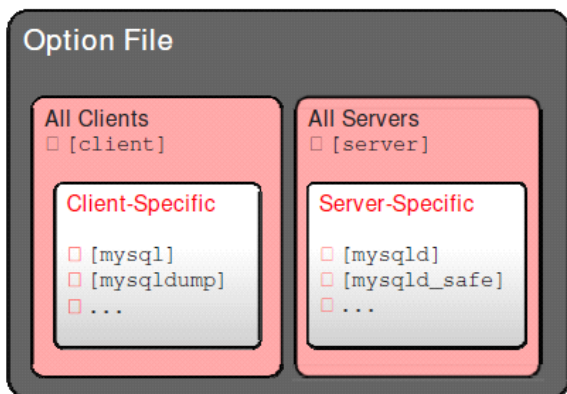 Option File
All Clients
[client]
Client-Specific
[mysql]
[mysqldump]
...
All Servers
[server]
Server-Specific
[mysqld]
[mysqld_safe]
...